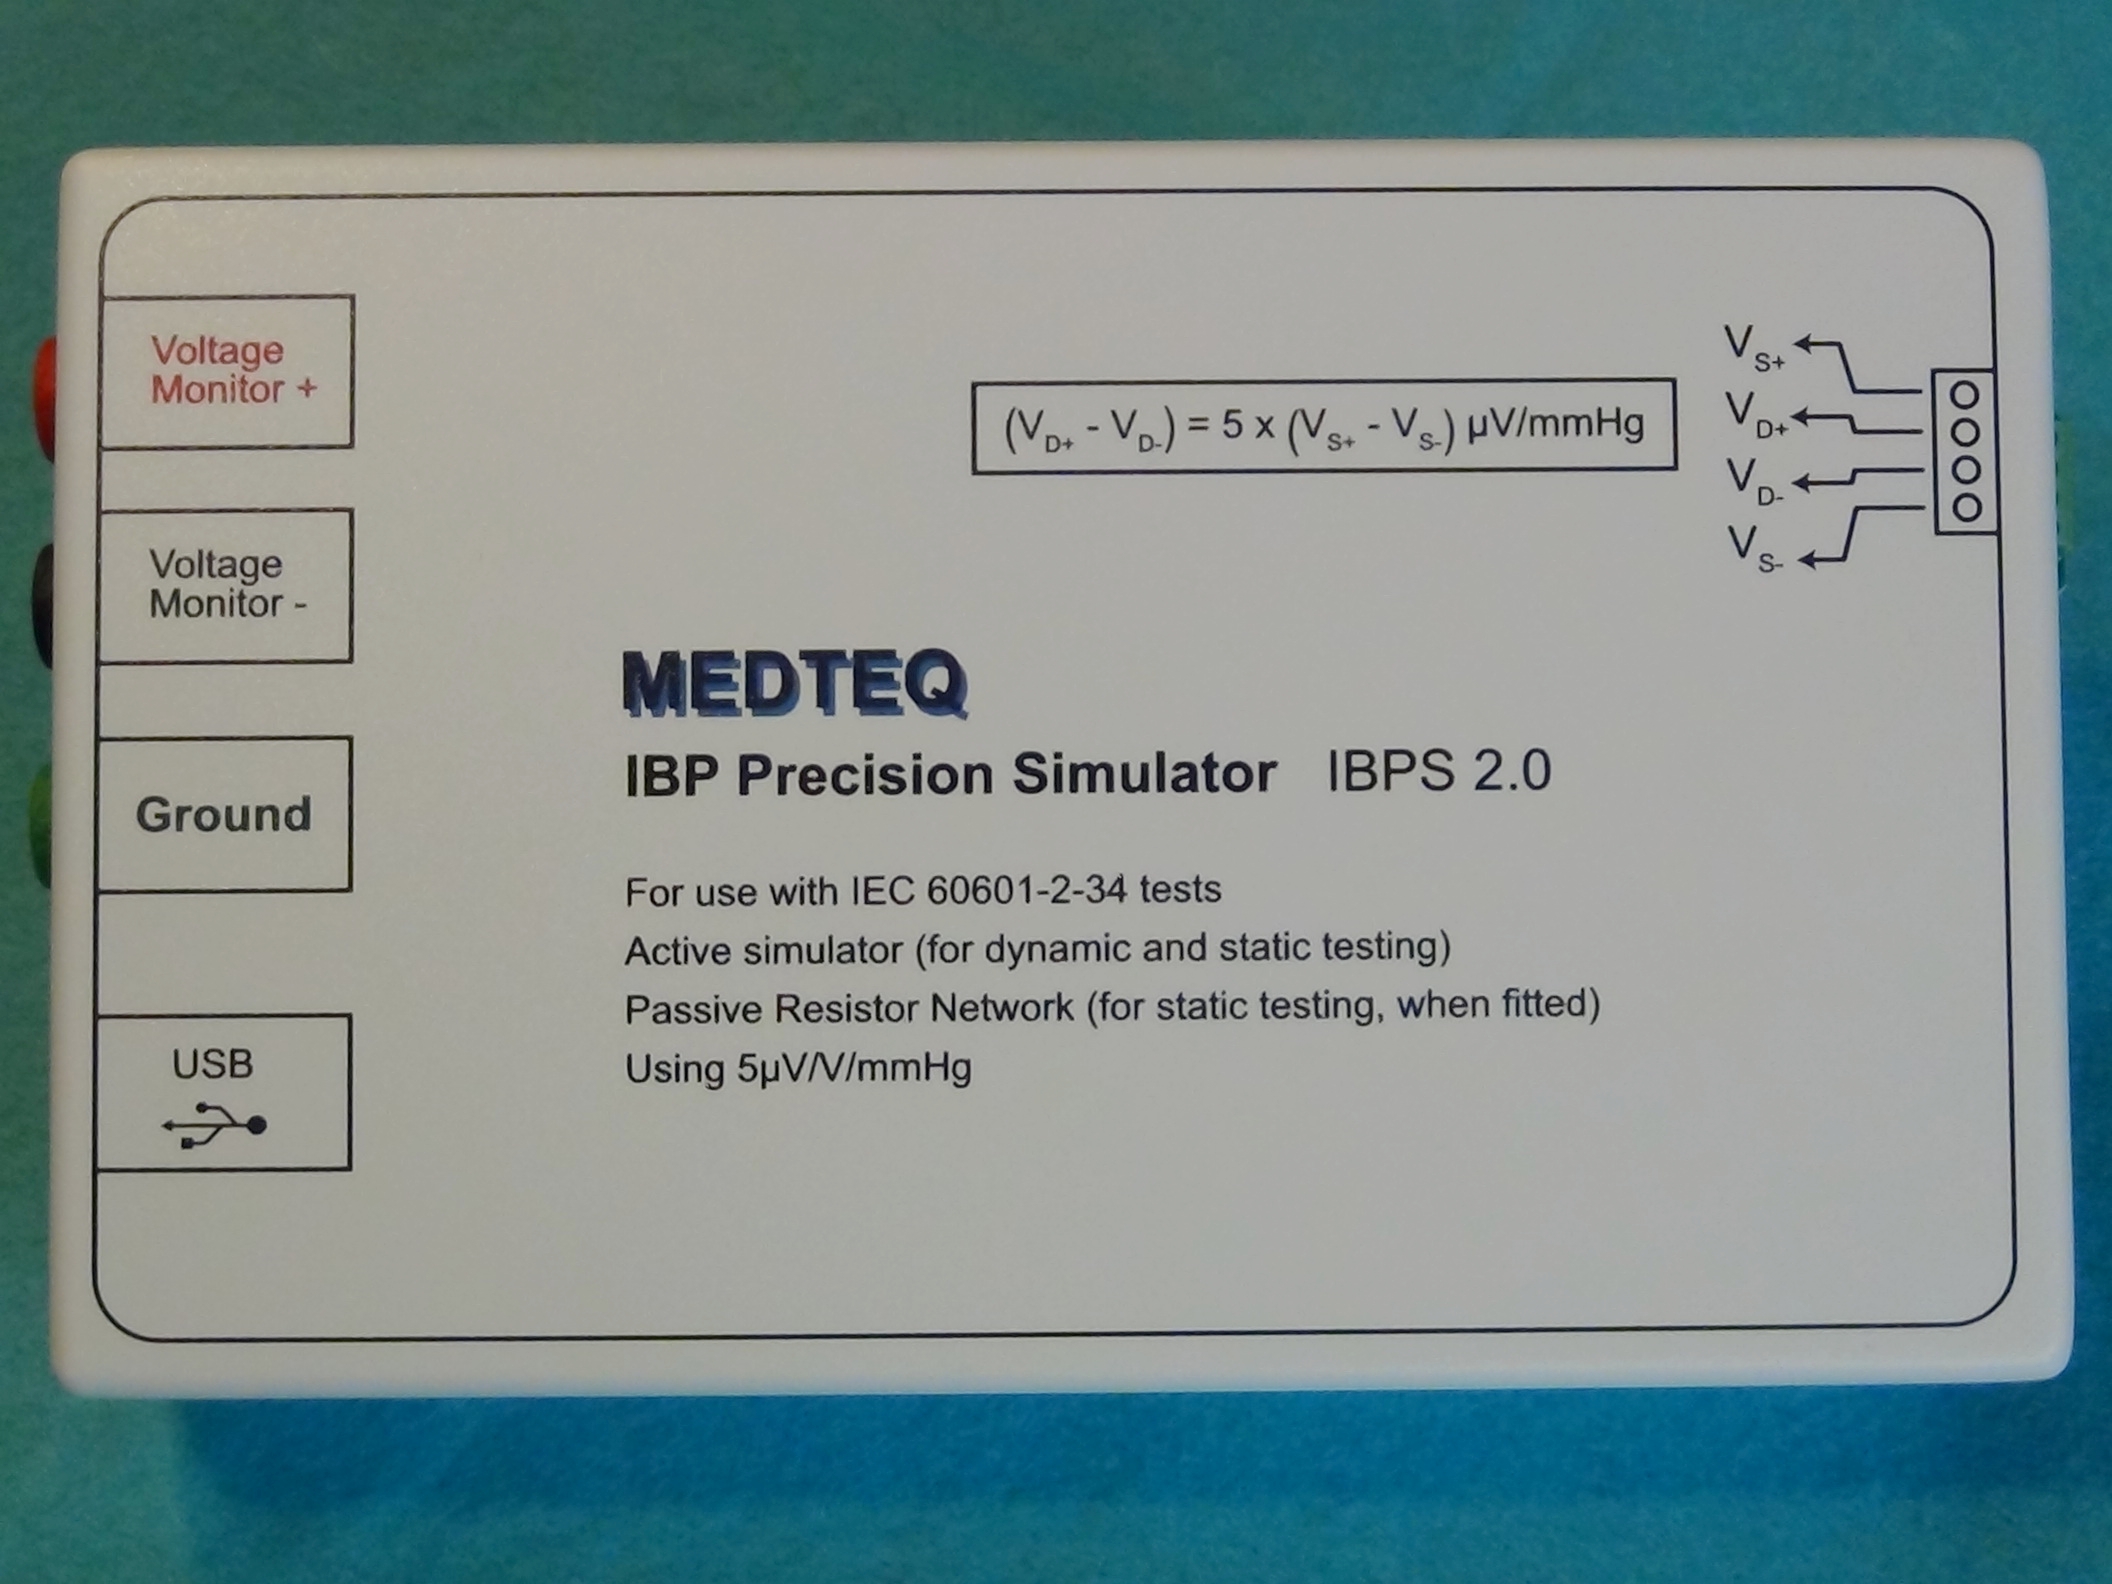 Voltage
Monitor +
Voltage
Monitor -
Ground
USB
(VD+ - VD-) = 5 x (VS+ - VS-) µV/mmHg
VS+
VD+
VD-
VS-
MEDTEQ
IBP Precision Simulator IBPS 2.0
For use with IEC 60601-2-34 tests
Active simulator (for dynamic and static testing)
Passive Resistor Network (for static testing, when fitted)
Using 5µV/V/mmHg